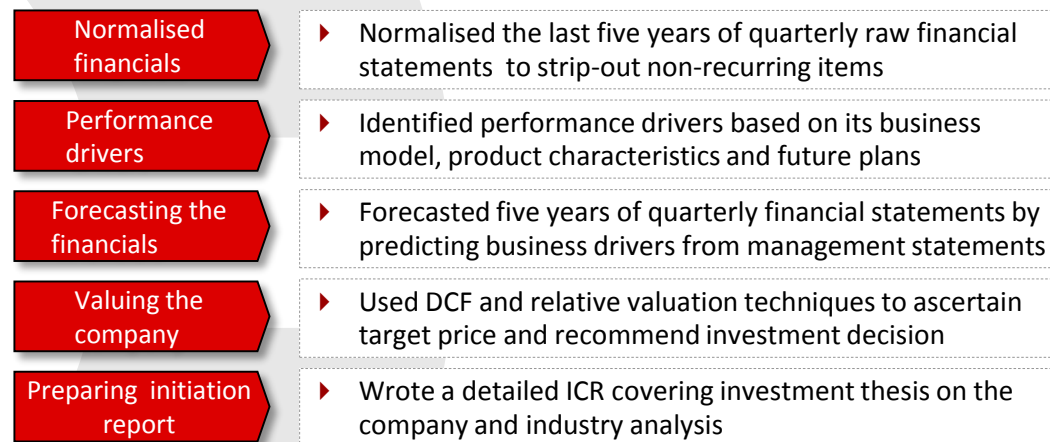 Normalised
financials
Normalised the last five years of quarterly raw financial
statements to strip-out non-recurring items
Performance
drivers
Identified performance drivers based on its business
model, product characteristics and future plans
Forecasting the
financials
Forecasted five years of quarterly financial statements by
predicting business drivers from management statements
Valuing the
company
Used DCF and relative valuation techniques to ascertain
target price and recommend investment decision
Preparing initiation
report
Wrote a detailed ICR covering investment thesis on the
company and industry analysis